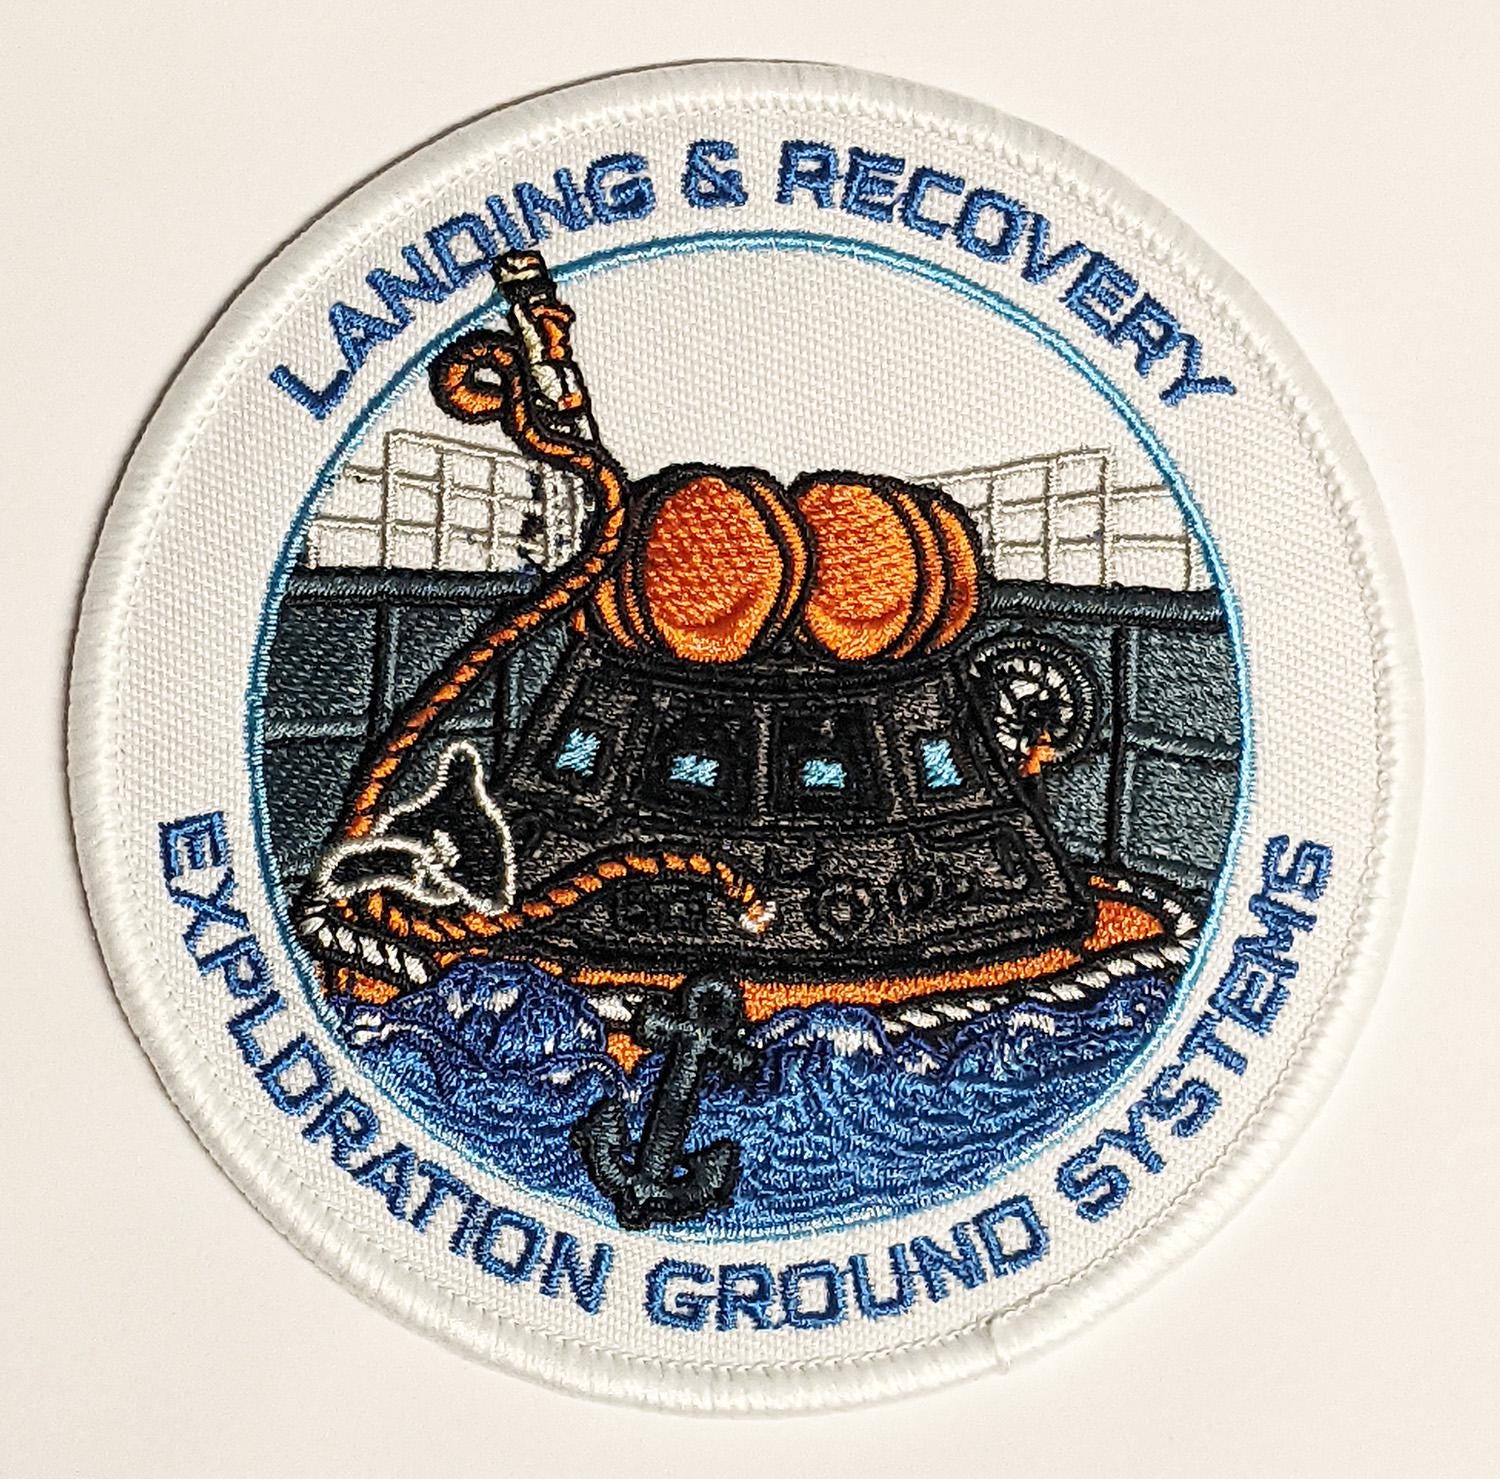 LANDING & RECOVERY
EXPLORATION GROUND SYSTEMS